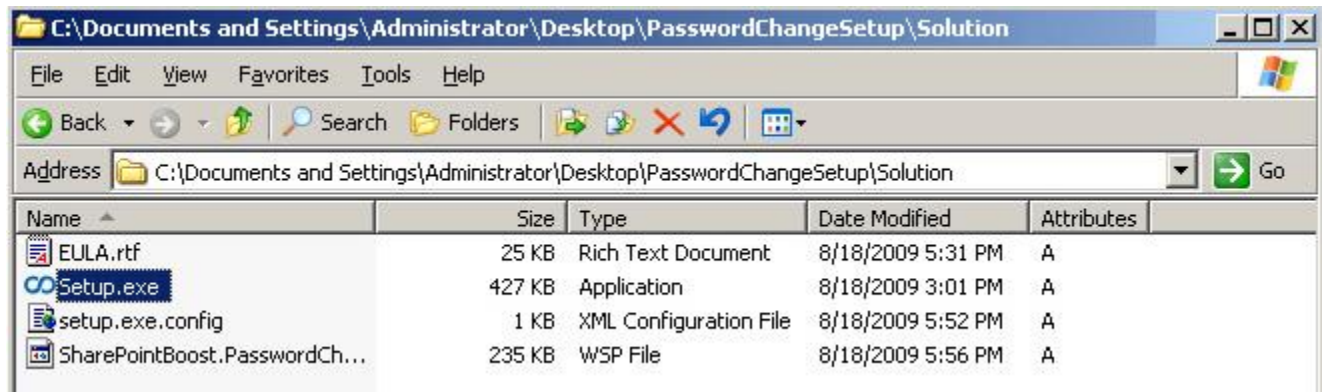 C:\Documents and Settings\Administrator\Desktop\PasswordChangeSetup\Solution
File Edit View Favorites Tools Help
Back Search Folders
Address C:\Documents and Settings\Administrator\Desktop\PasswordChangeSetup\Solution Go
Name Size Type Date Modified Attributes
EULA.rtf 25 KB Rich Text Document 8/18/2009 5:31 PM A
Setup.exe 427 KB Application 8/18/2009 3:01 PM A
setup.exe.config 1 KB XML Configuration File 8/18/2009 5:52 PM A
SharePointBoost.PasswordCh... 235 KB WSP File 8/18/2009 5:56 PM A